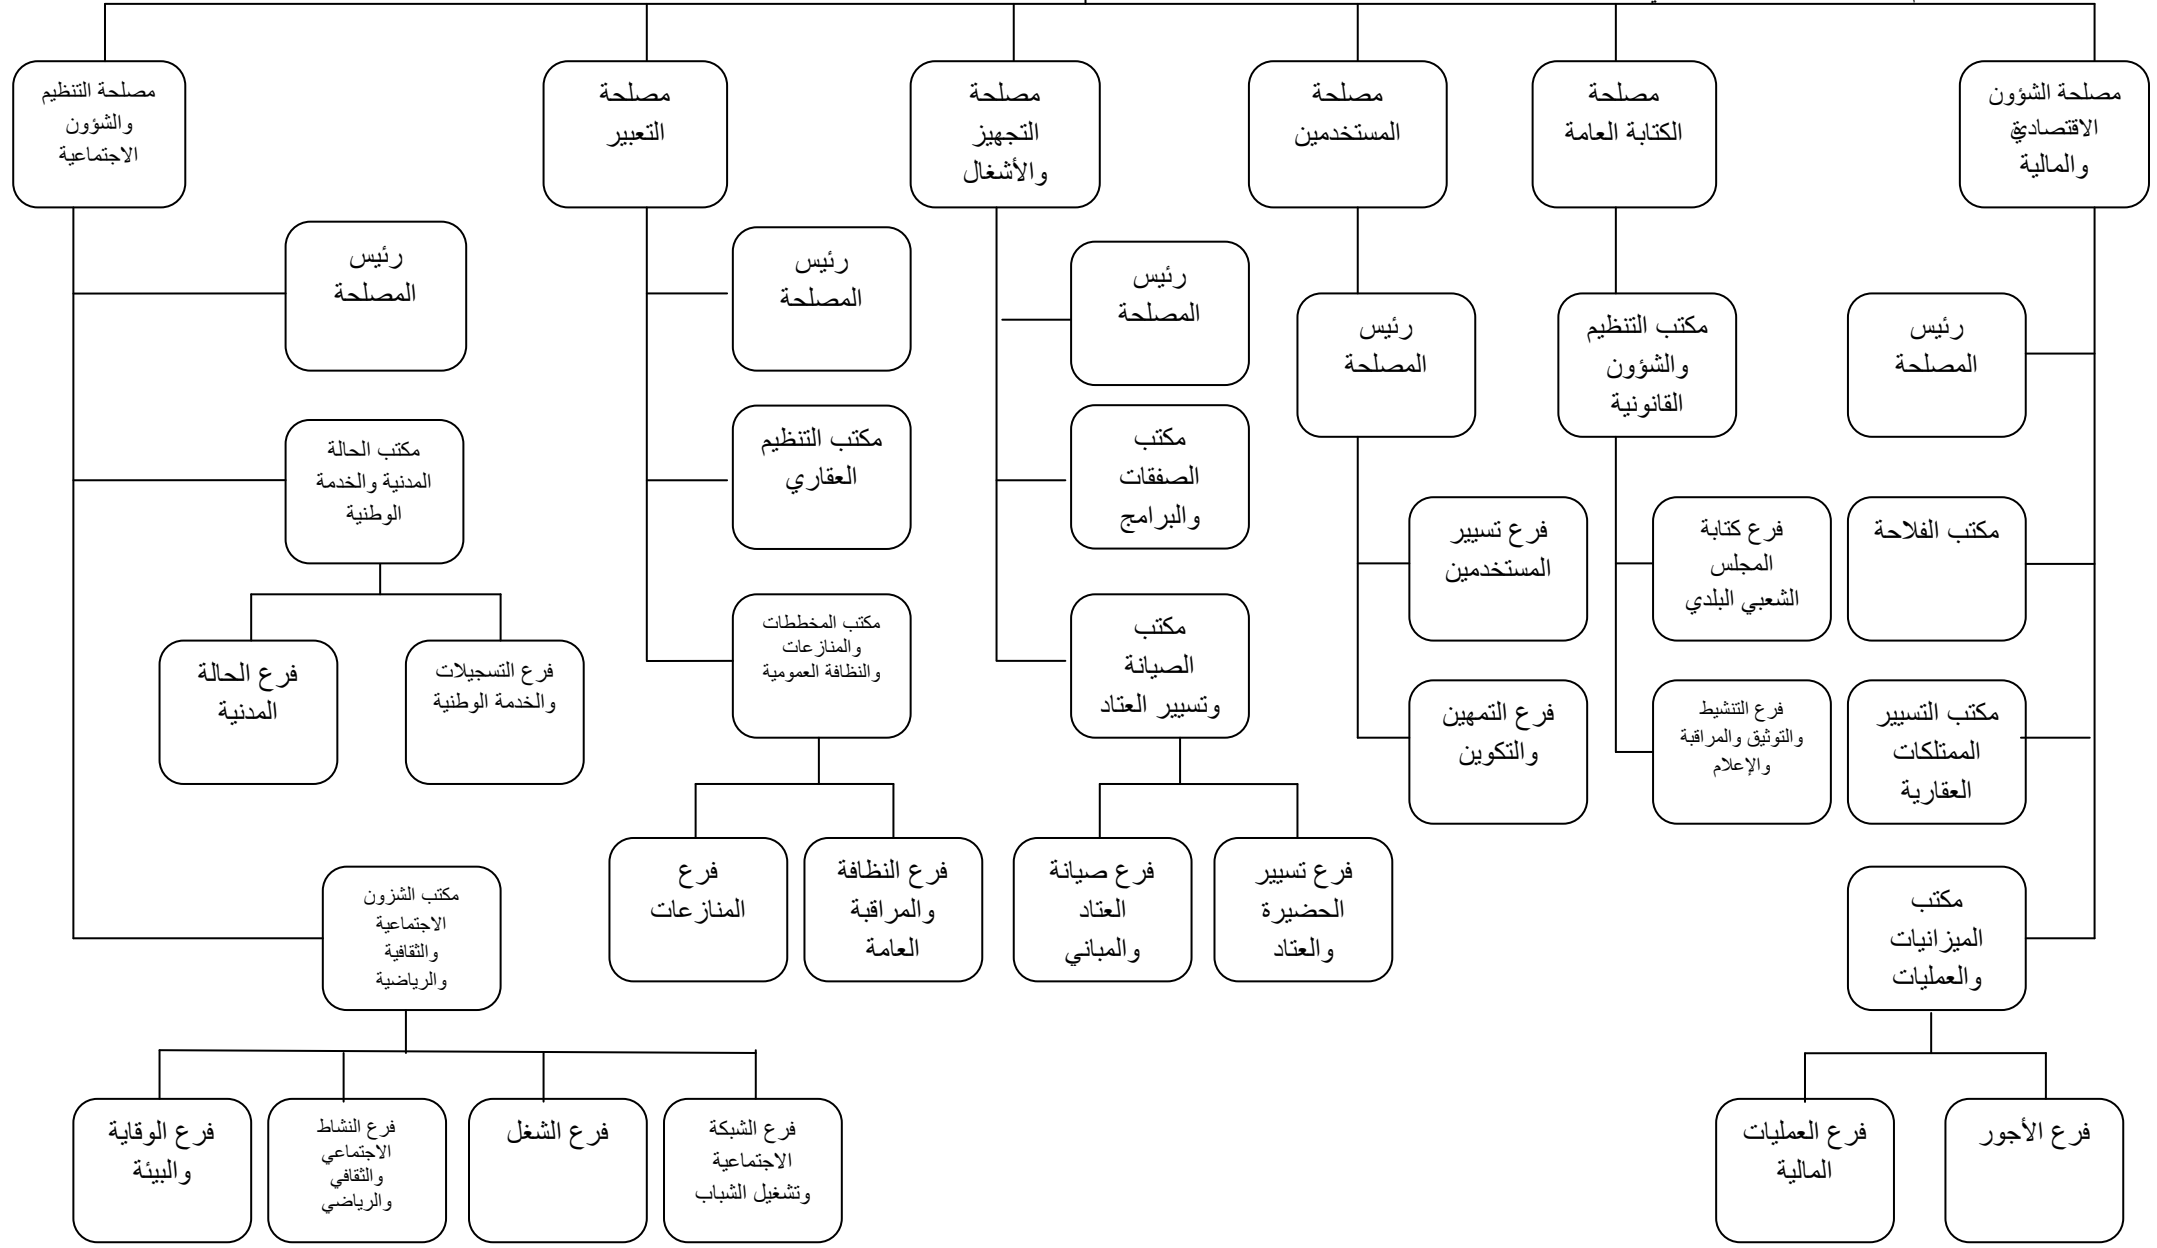 مصلحة الشؤون
الاقتصادية
والمالية
مصلحة
الكتابة العامة
مصلحة
المستخدمين
مصلحة
التجهيز
والأشغال
مصلحة
التعبير
مصلحة التنظيم
والشؤون
الاجتماعية
رئيس
المصلحة
مكتب التنظيم
والشؤون
القانونية
رئيس
المصلحة
رئيس
المصلحة
رئيس
المصلحة
رئيس
المصلحة
مكتب
الصفقات
والبرامج
مكتب التنظيم
العقاري
مكتب الحالة
المدنية والخدمة
الوطنية
مكتب الفلاحة
فرع كتابة
المجلس
الشعبي البلدي
فرع تسيير
المستخدمين
مكتب
الصيانة
وتسيير العتاد
مكتب المخططات
والمنازعات
والنظافة العمومية
فرع التسجيلات
والخدمة الوطنية
فرع الحالة
المدنية
مكتب التسيير
الممتلكات
العقارية
فرع التنشيط
والتوثيق والمراقبة
والإعلام
فرع التمهين
والتكوين
مكتب
الميزانيات
والعمليات
فرع تسيير
الحضيرة
والعتاد
فرع صيانة
العتاد
والمباني
فرع النظافة
والمراقبة
العامة
فرع
المنازعات
مكتب الشزون
الاجتماعية
والثقافية
والرياضية
فرع الأجور
فرع العمليات
المالية
فرع الشبكة
الاجتماعية
وتشغيل الشباب
فرع الشغل
فرع النشاط
الاجتماعي
والثقافي
والرياضي
فرع الوقاية
والبيئة